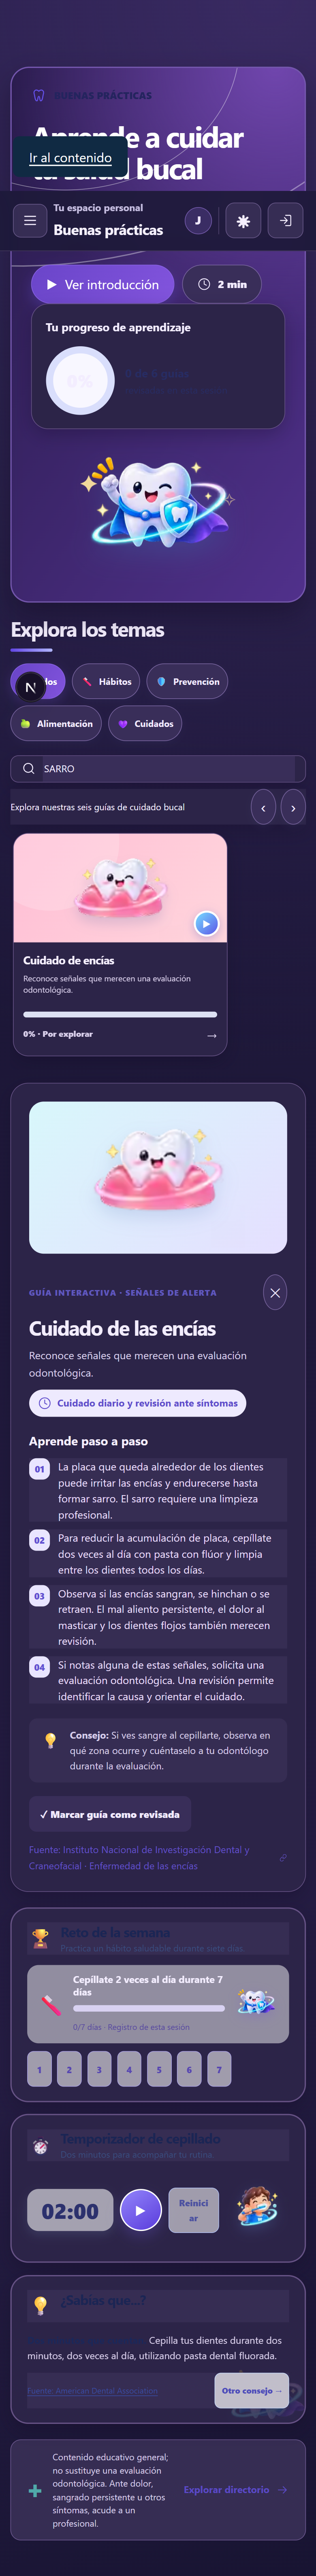 BUENAS PRÁCTICAS
Aprende a cuidar
tu salud bucal
Ir al contenido
Tu espacio personal
Buenas prácticas
J
Ver introducción
2 min
Tu progreso de aprendizaje
0%
0 de 6 guías
Explora los temas
N
Hábitos
Prevención
Alimentación
Cuidados
SARRO
Explora nuestras seis guías de cuidado bucal
Cuidado de encías
Reconoce señales que merecen una evaluación
odontológica.
0% · Por explorar
→
GUÍA INTERACTIVA · SEÑALES DE ALERTA
Cuidado de las encías
Reconoce señales que merecen una evaluación
odontológica.
Cuidado diario y revisión ante síntomas
Aprende paso a paso
01 La placa que queda alrededor de los dientes
puede irritar las encías y endurecerse hasta
formar sarro. El sarro requiere una limpieza
profesional.
02 Para reducir la acumulación de placa, cepíllate
dos veces al día con pasta con flúor y limpia
entre los dientes todos los días.
03 Observa si las encías sangran, se hinchan o se
retraen. El mal aliento persistente, el dolor al
masticar y los dientes flojos también merecen
revisión.
04 Si notas alguna de estas señales, solicita una
evaluación odontológica. Una revisión permite
identificar la causa y orientar el cuidado.
Consejo: Si ves sangre al cepillarte, observa en
qué zona ocurre y cuéntaselo a tu odontólogo
durante la evaluación.
✓ Marcar guía como revisada
Fuente: Instituto Nacional de Investigación Dental y
Craneofacial · Enfermedad de las encías
Reto de la semana
Practica un hábito saludable durante siete días.
Cepíllate 2 veces al día durante 7
días
0/7 días · Registro de esta sesión
1 2 3 4 5 6 7
Temporizador de cepillado
Dos minutos para acompañar tu rutina.
02:00
Reinici
ar
¿Sabías que...?
Cepilla tus dientes durante dos
minutos, dos veces al día, utilizando pasta dental fluorada.
Fuente: American Dental Association
Otro consejo →
Contenido educativo general;
no sustituye una evaluación
odontológica. Ante dolor,
sangrado persistente u otros
síntomas, acude a un
profesional.
Explorar directorio →